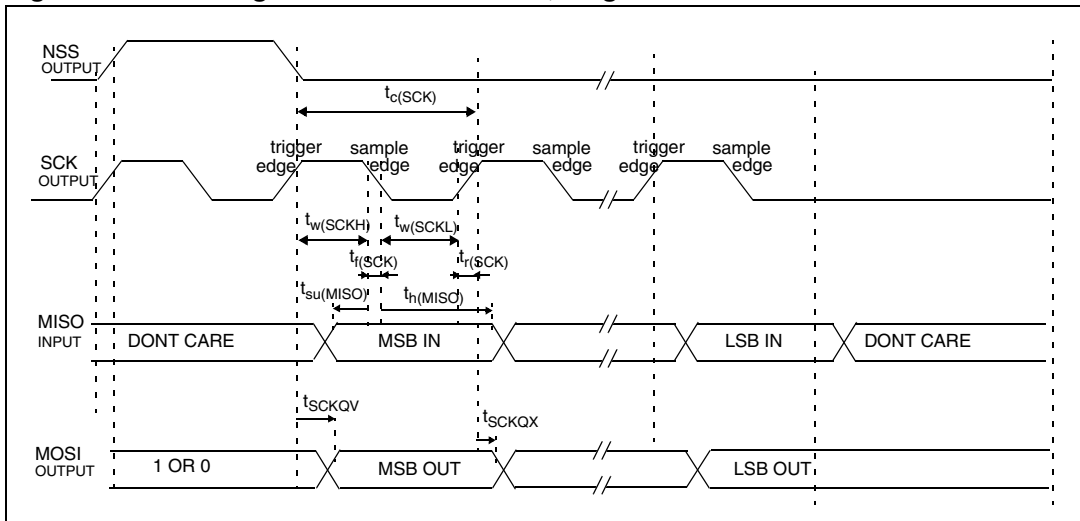 NSS
OUTPUT
tc(SCK)
trigger edge
sample edge
trigger edge
sample edge
trigger edge
sample edge
SCK
OUTPUT
tw(SCKH)
tw(SCKL)
tf(SCK)
tr(SCK)
tsu(MISO)
th(MISO)
MISO
INPUT
DONT CARE
MSB IN
LSB IN
DONT CARE
tSCKQV
tSCKQX
MOSI
OUTPUT
1 OR 0
MSB OUT
LSB OUT